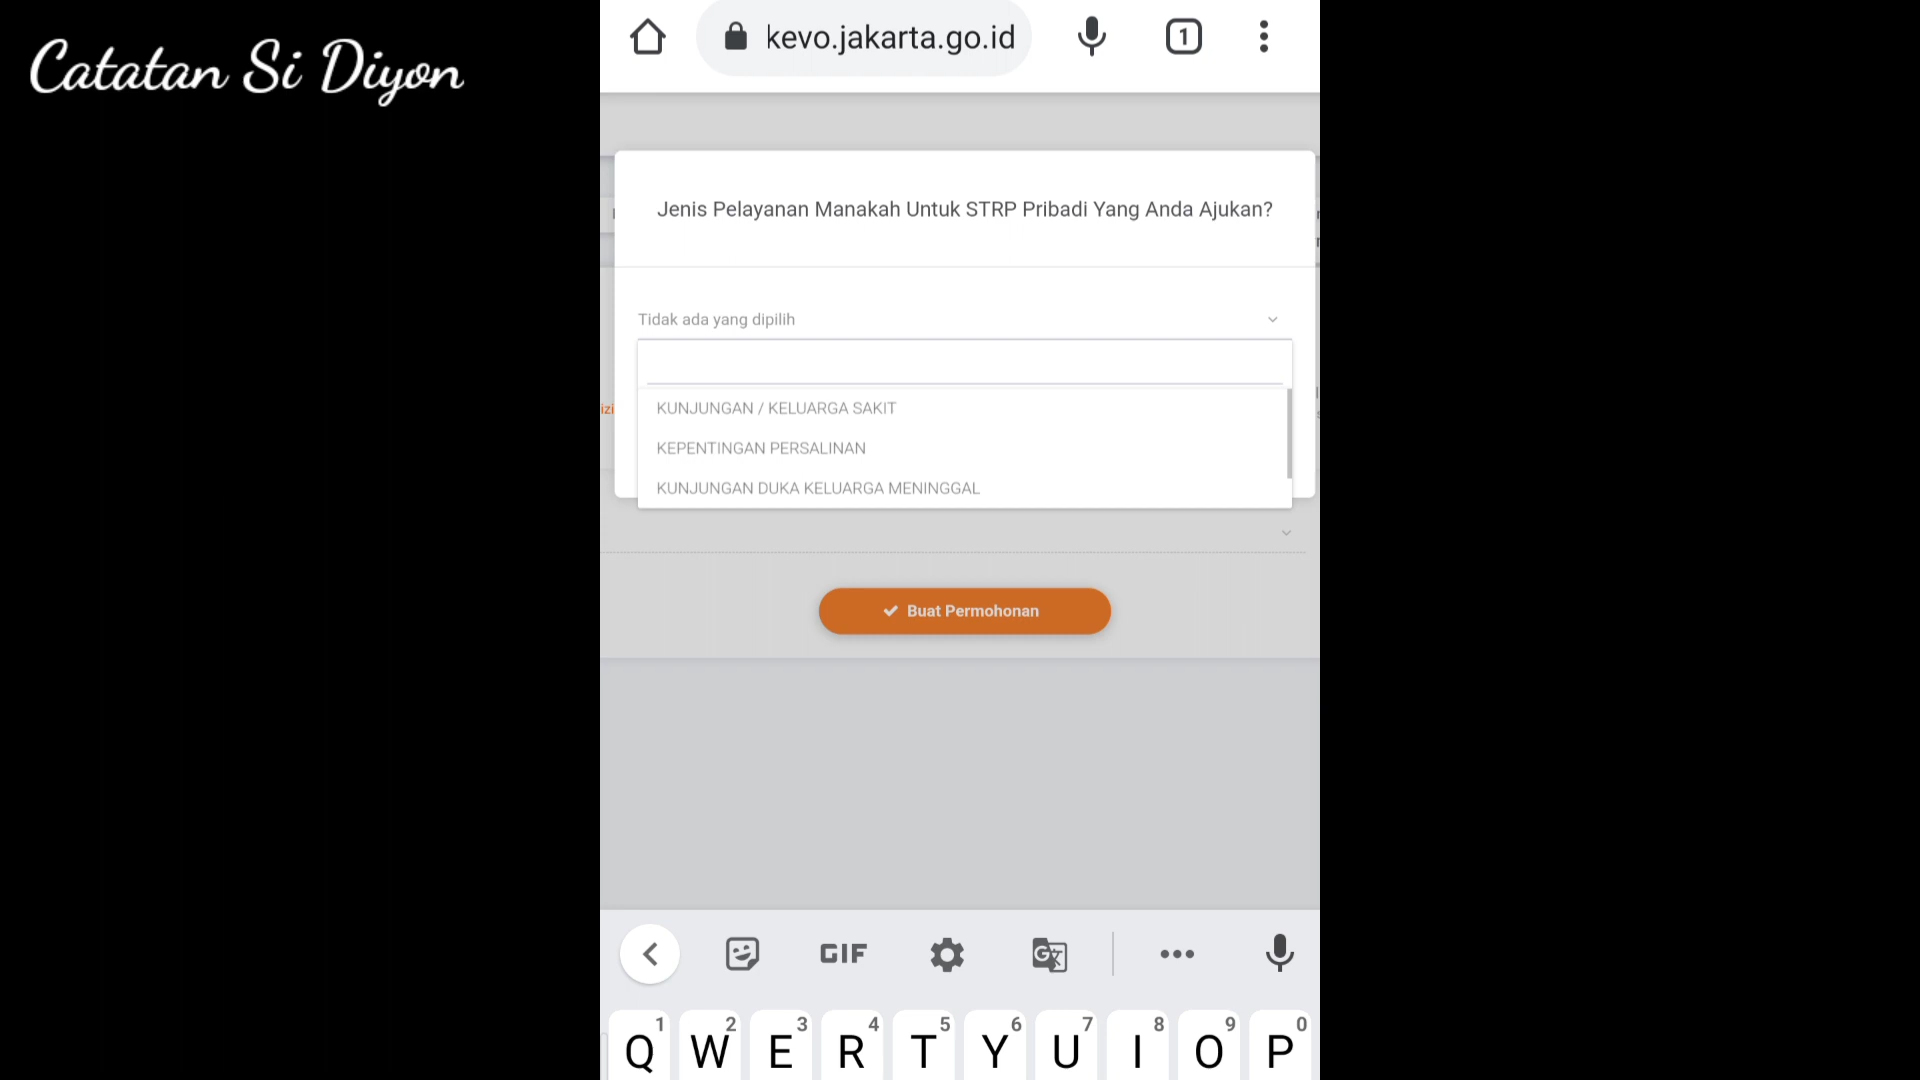 Catatan Si Diyon
kevo.jakarta.go.id
1
Jenis Pelayanan Manakah Untuk STRP Pribadi Yang Anda Ajukan?
Tidak ada yang dipilih
KUNJUNGAN / KELUARGA SAKIT
izi
KEPENTINGAN PERSALINAN
KUNJUNGAN DUKA KELUARGA MENINGGAL
Buat Permohonan
GIF
G
1 2 3 4 5 6 7 8 9 0
Q W E R T Y U I O P